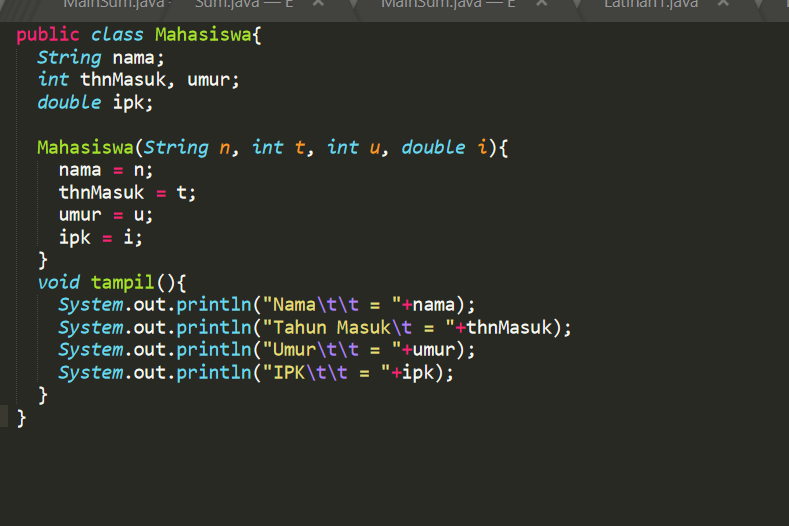 MainSum.java
Sum.java — E
MainSum.java — E
Latihan1.java
public class Mahasiswa{
String nama;
int thnMasuk, umur;
double ipk;
Mahasiswa(String n, int t, int u, double i){
nama = n;
thnMasuk = t;
umur = u;
ipk = i;
}
void tampil(){
System.out.println("Nama\t\t = "+nama);
System.out.println("Tahun Masuk\t = "+thnMasuk);
System.out.println("Umur\t\t = "+umur);
System.out.println("IPK\t\t = "+ipk);
}
}